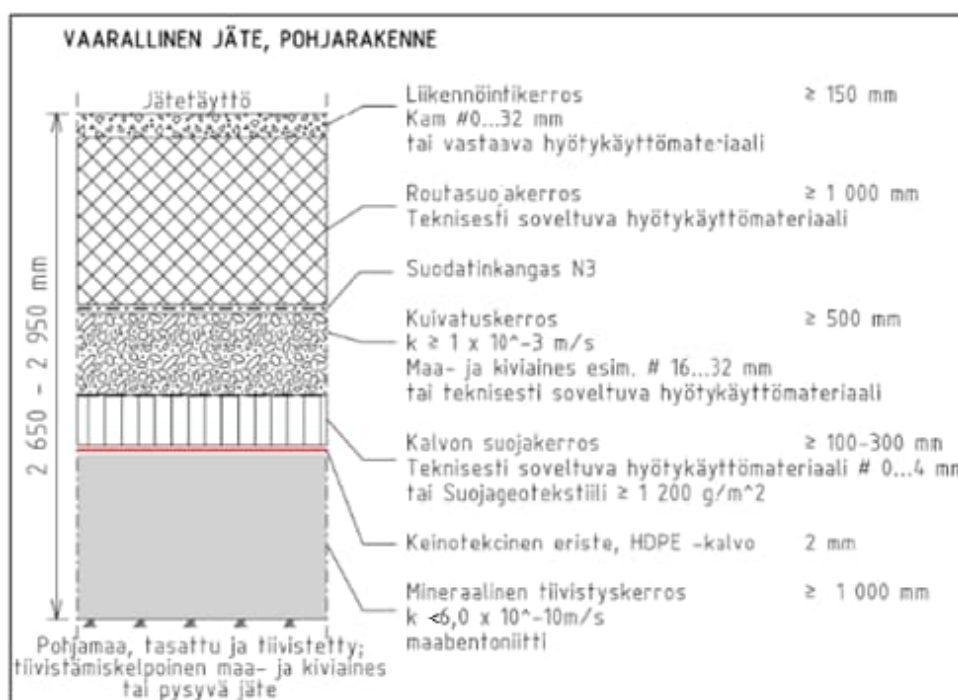 VAARALLINEN JÄTE, POHJARAKENNE
Jätetäyttö
2 650 - 2 950 mm
Liikennöintikerros ≥ 150 mm
Kam #0...32 mm
tai vastaava hyötykäyttömateriaali
Routasuojakerros ≥ 1 000 mm
Teknisesti soveltuva hyötykäyttömateriaali
Suodatinkangas N3
Kuivatuskerros ≥ 500 mm
k ≥ 1 x 10^-3 m/s
Maa- ja kiviaines esim. # 16...32 mm
tai teknisesti soveltuva hyötykäyttömateriaali
Kalvon suojakerros ≥ 100-300 mm
Teknisesti soveltuva hyötykäyttömateriaali # 0...4 mm
tai Suojageotekstiili ≥ 1 200 g/m^2
Keinotekcinen eriste, HDPE -kalvo 2 mm
Mineraalinen tiivistyskerros ≥ 1 000 mm
k <6,0 x 10^-10m/s
maabentoniitti
Pohjamaa, tasattu ja tiivistetty;
tiivistämiskelpoinen maa- ja kiviaines
tai pysyvä jäte